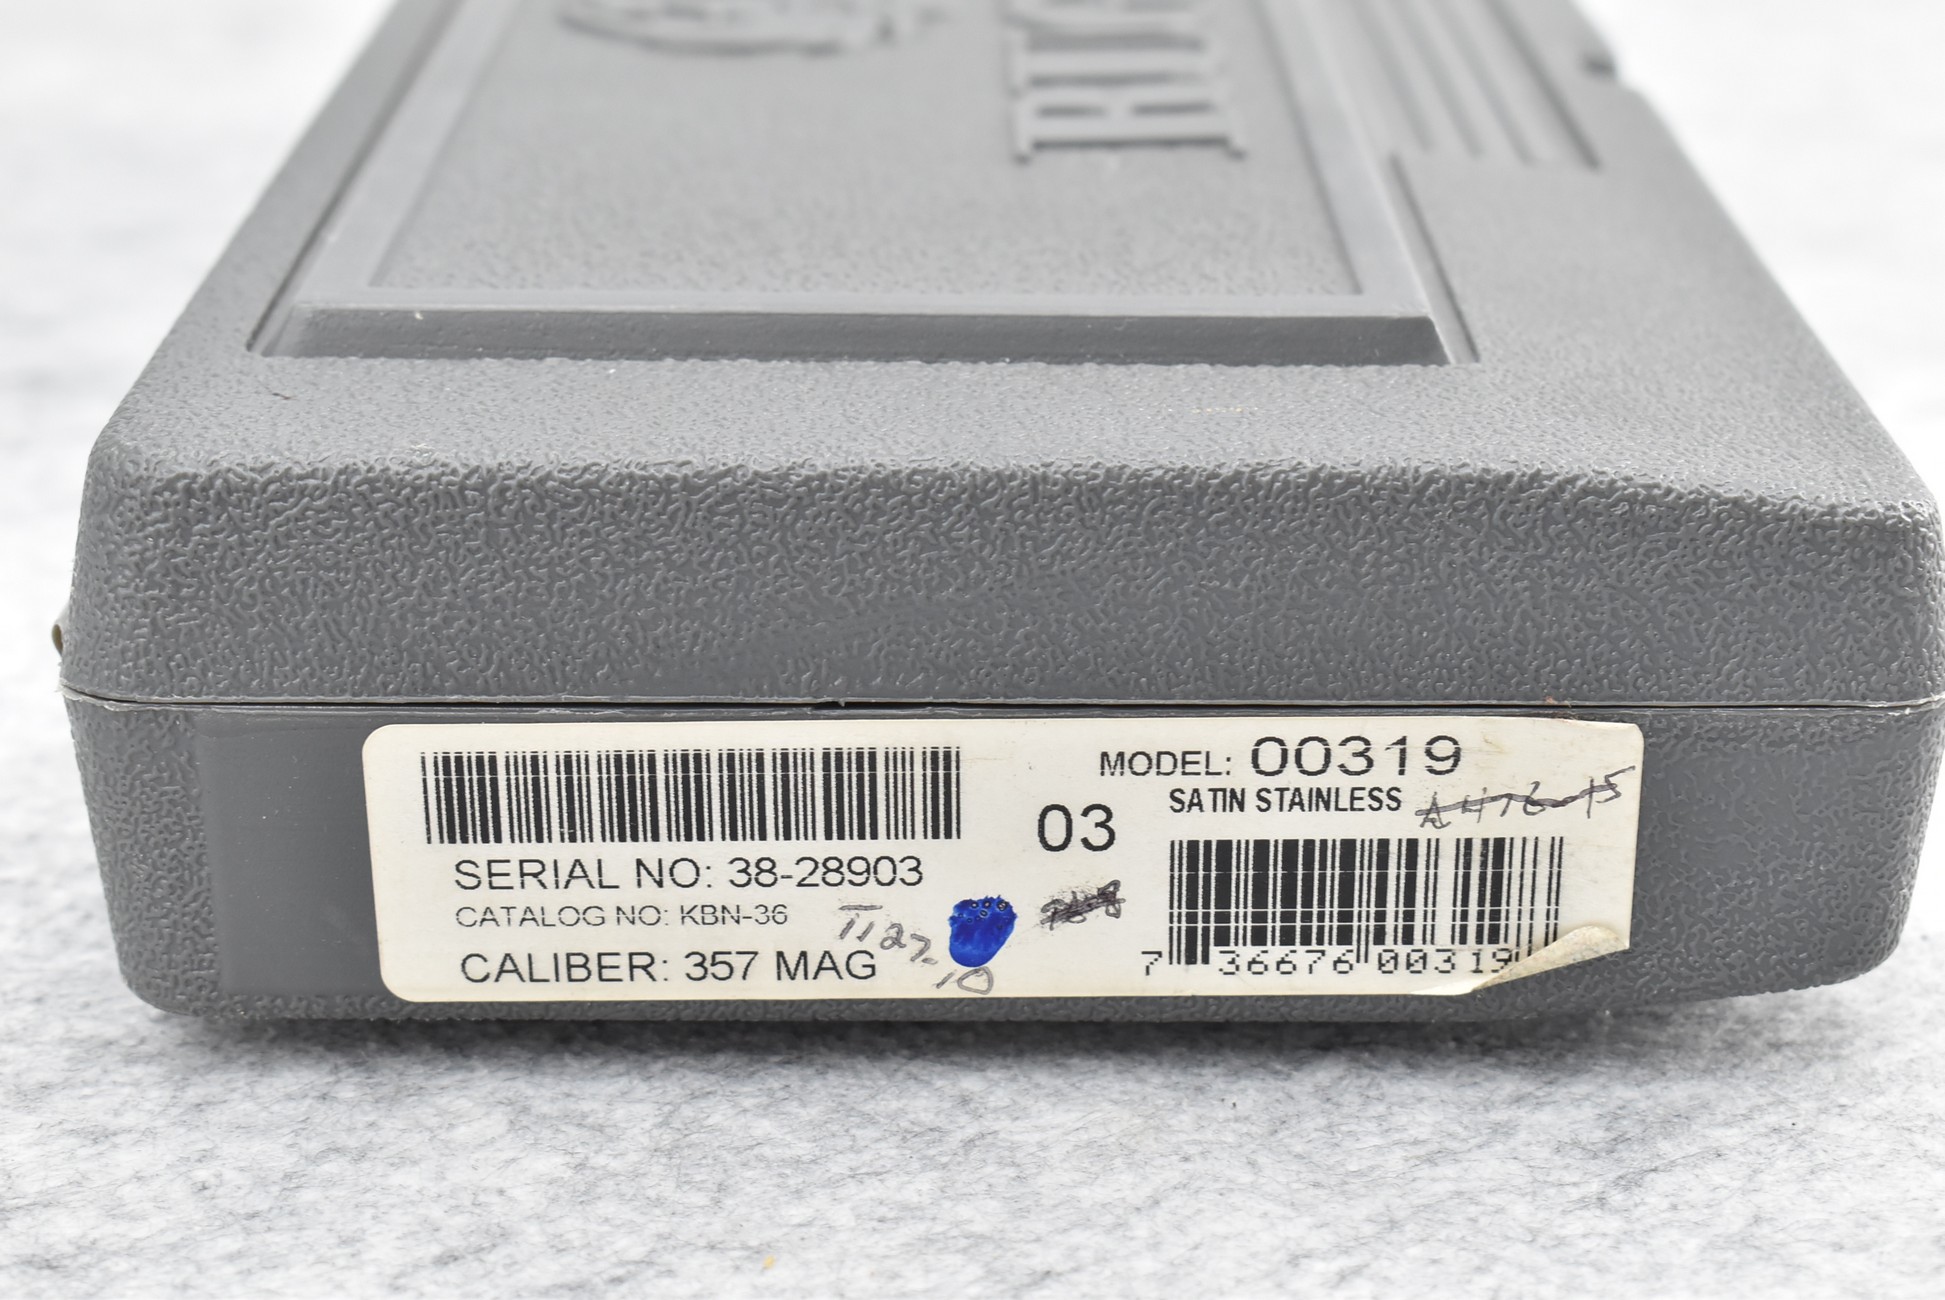 SERIAL NO: 38-28903
CATALOG NO: KBN-36
CALIBER: 357 MAG
03
MODEL: 00319
SATIN STAINLESS
7 36676 00319